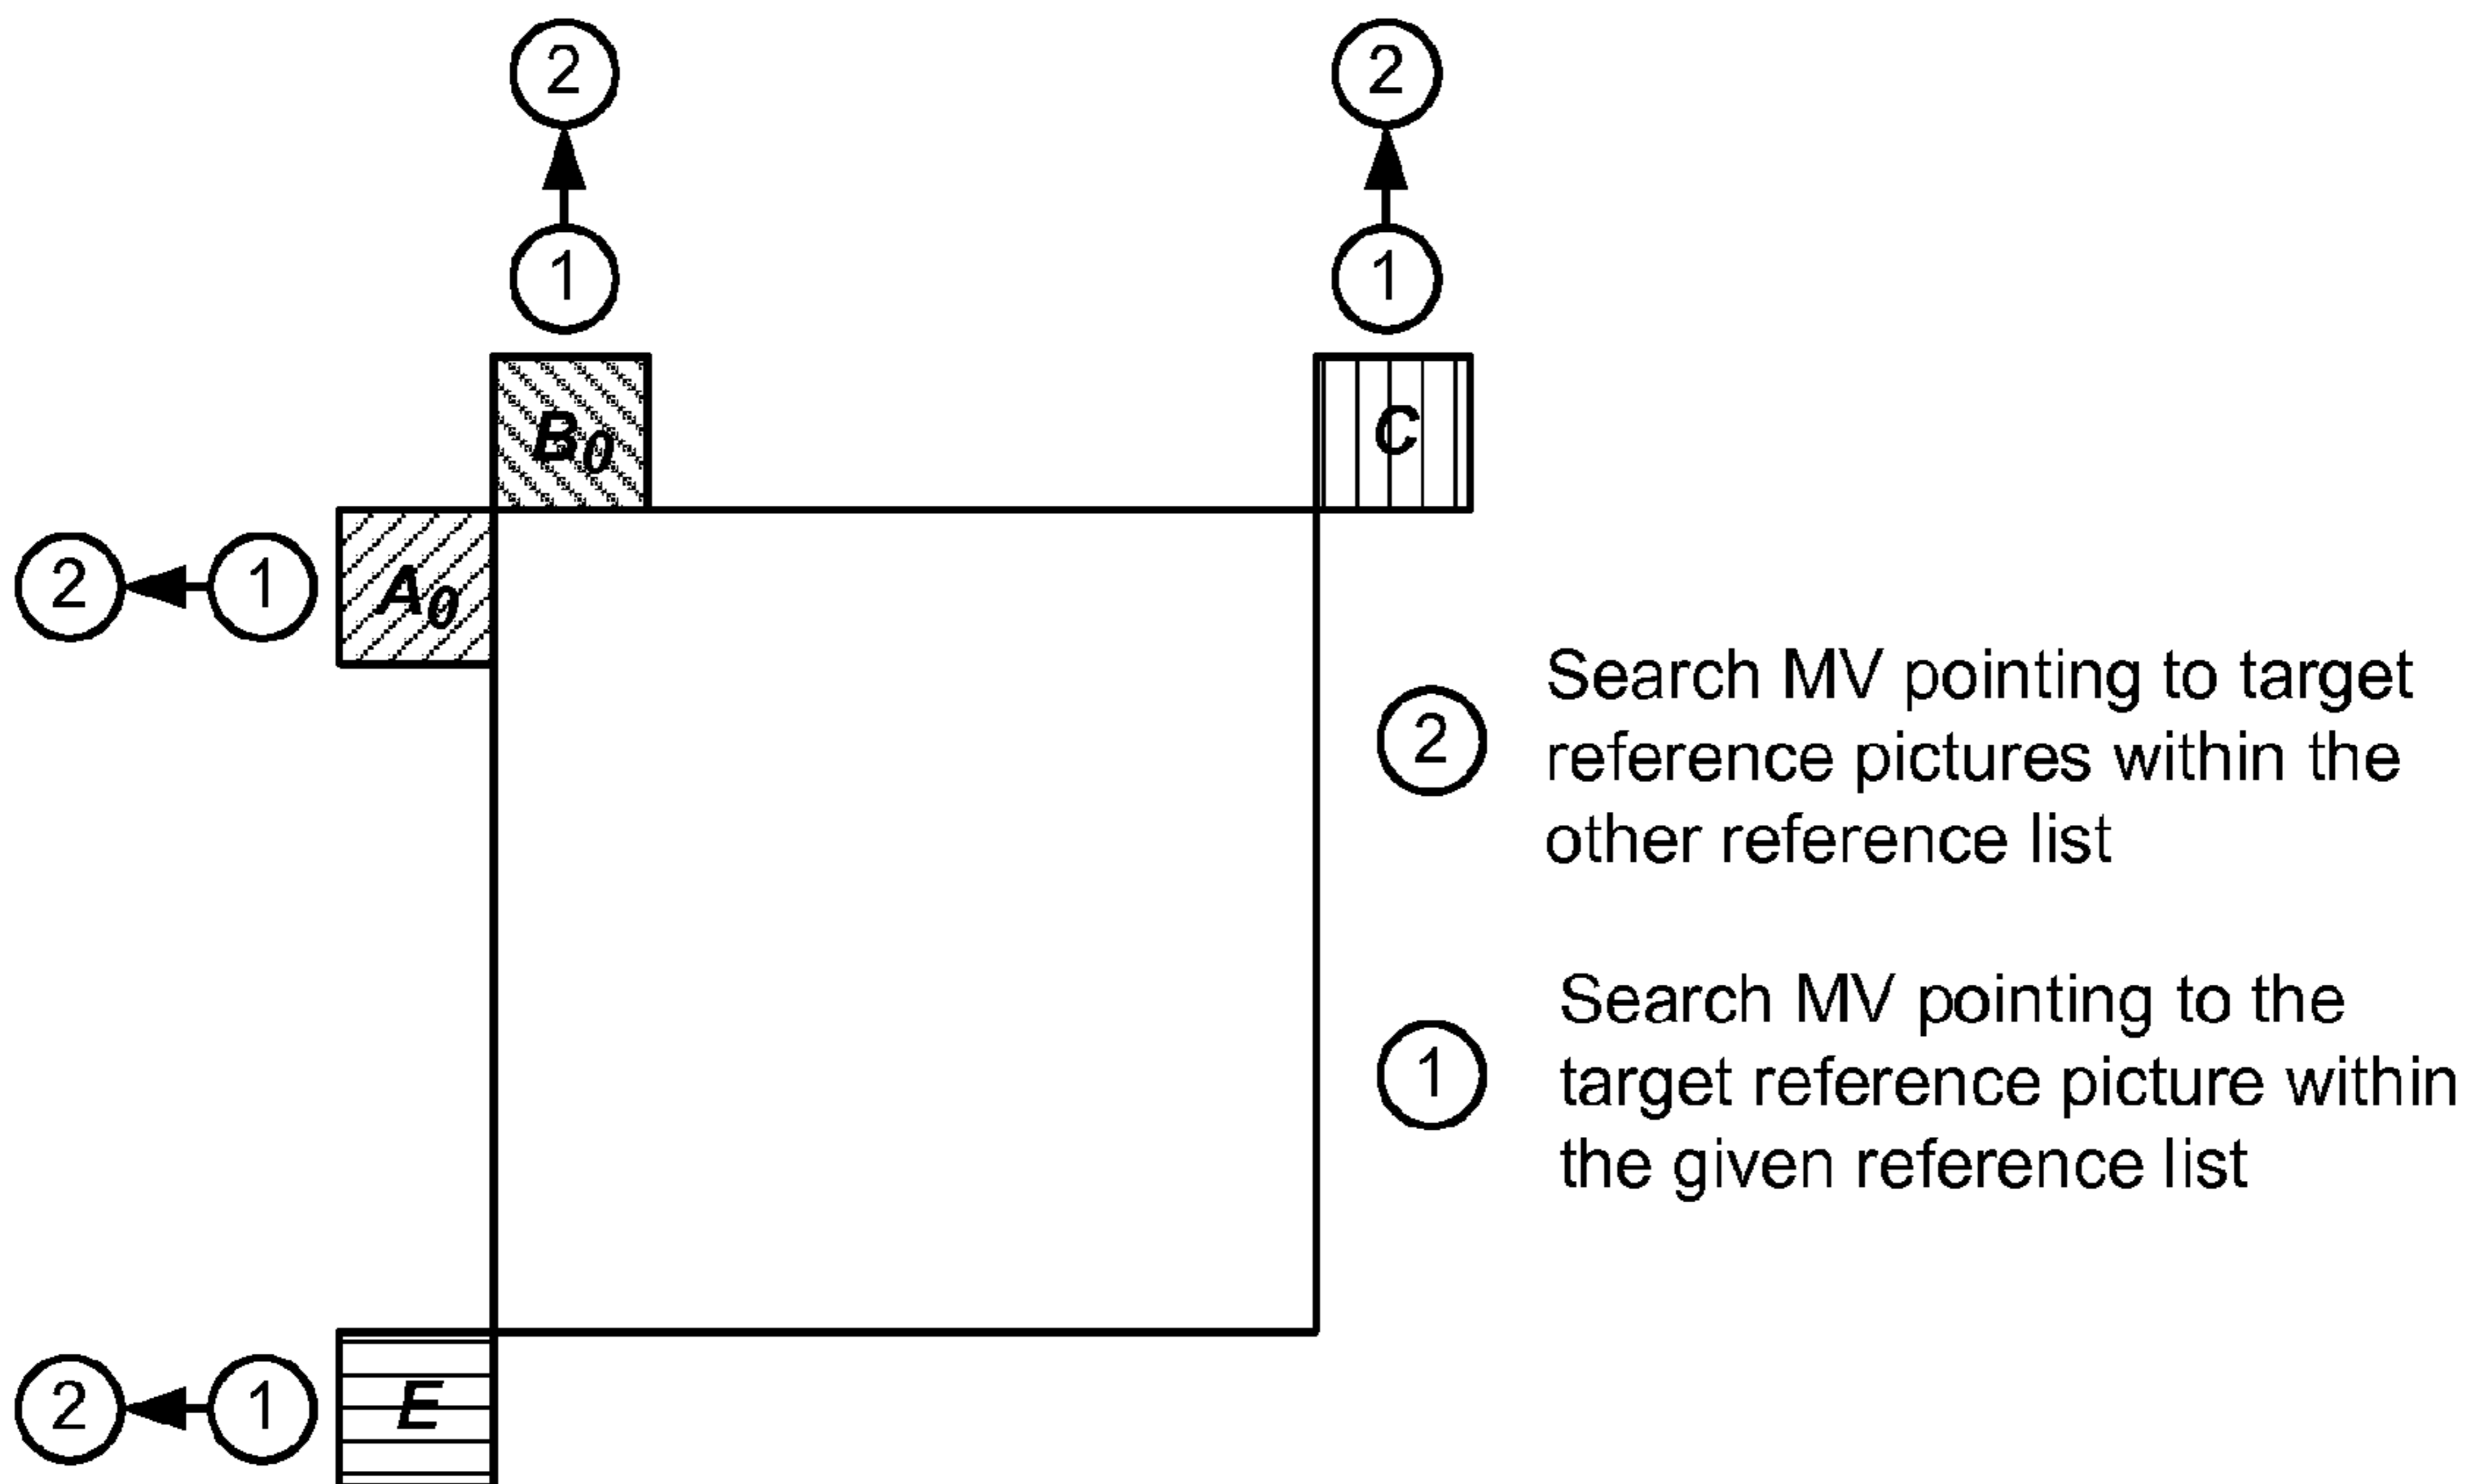 2 2
1 1
B0 C
2 1 A0
2 Search MV pointing to target
reference pictures within the
other reference list
1 Search MV pointing to the
target reference picture within
the given reference list
2 1 E